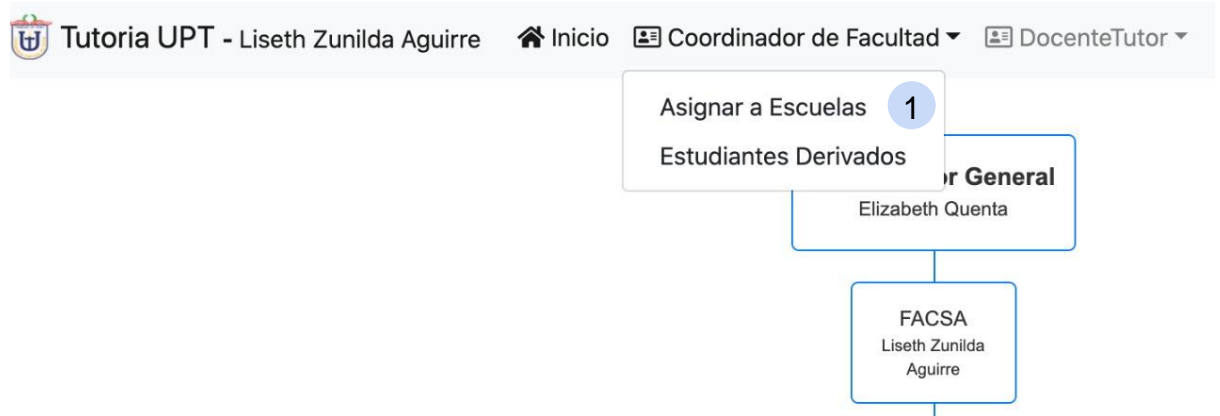 Tutoria UPT - Liseth Zunilda Aguirre Inicio Coordinador de Facultad DocenteTutor
Asignar a Escuelas 1
Estudiantes Derivados
r General
Elizabeth Quenta
FACSA
Liseth Zunilda
Aguirre